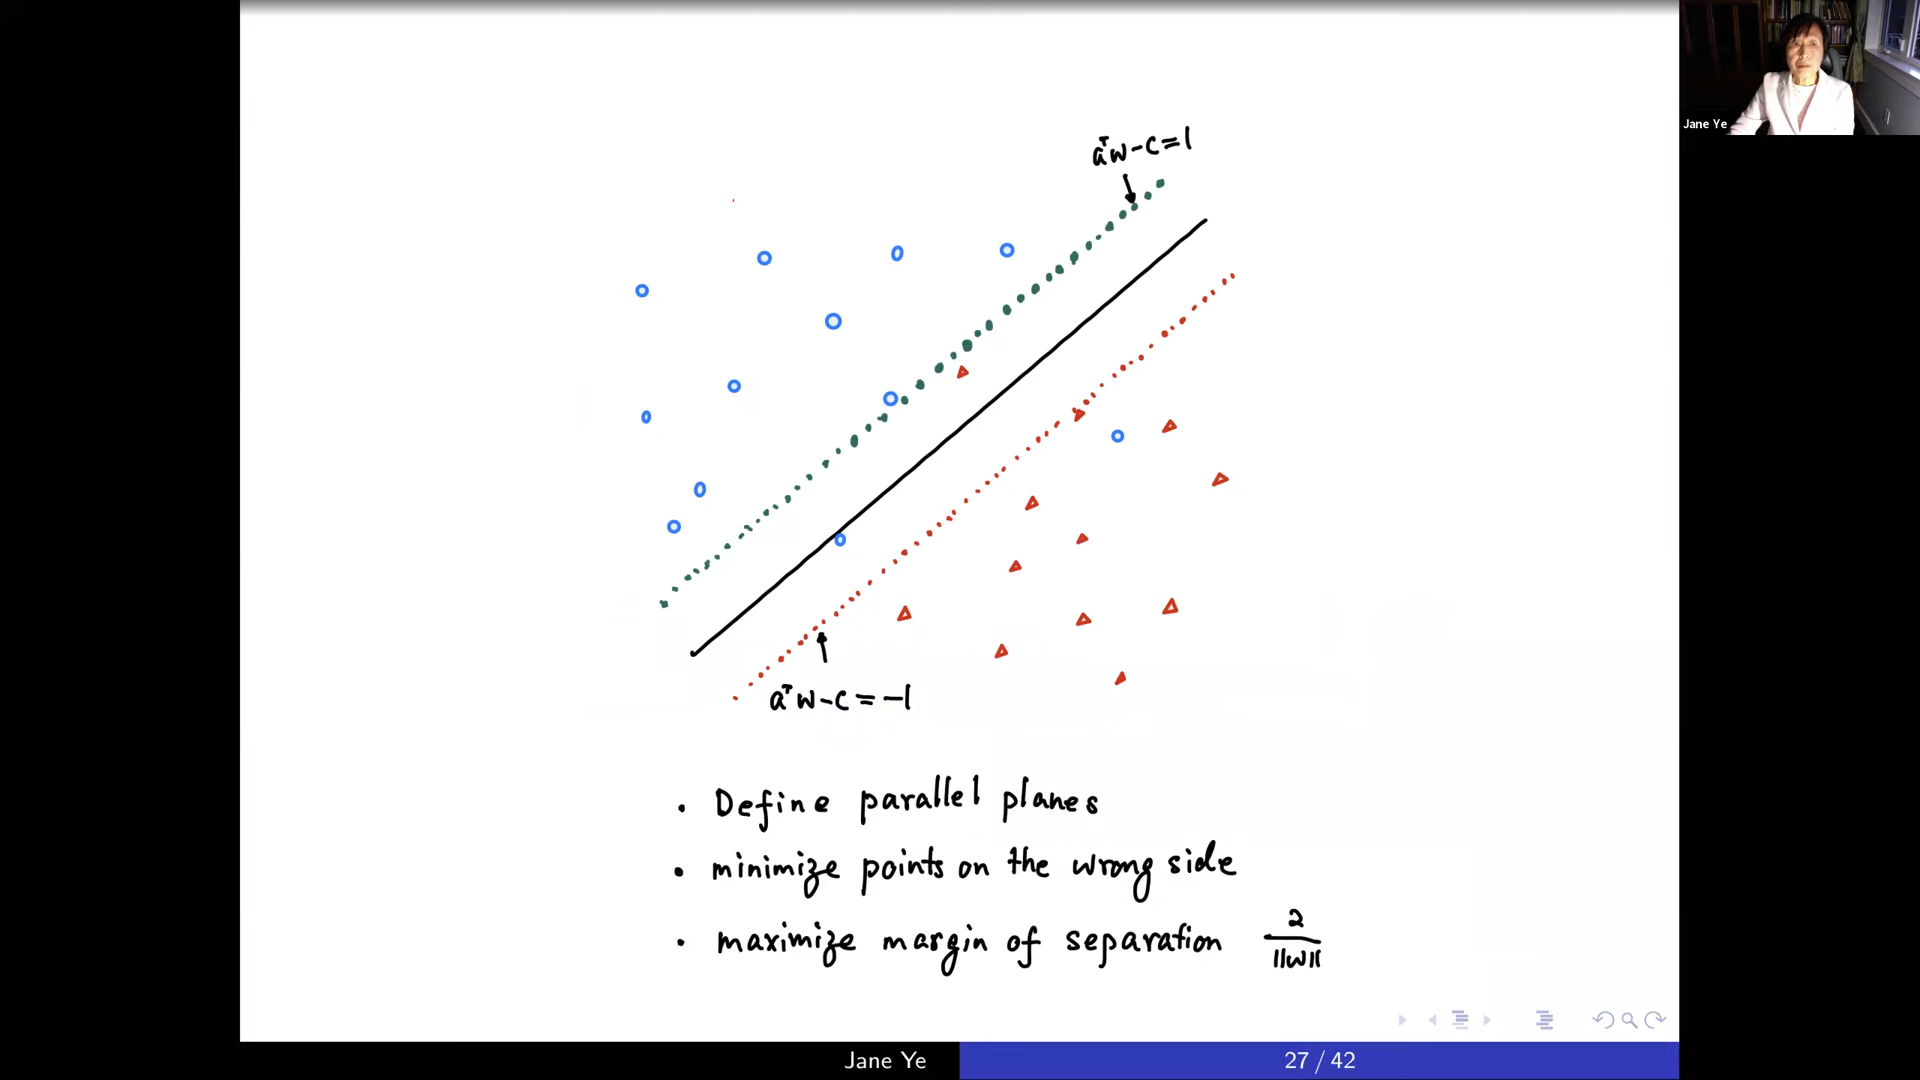 Jane Ye
aᵀw-c=1
aᵀw-c=-1
• Define parallel planes
• minimize points on the wrong side
• maximize margin of separation 2/||w||
Jane Ye
27 / 42